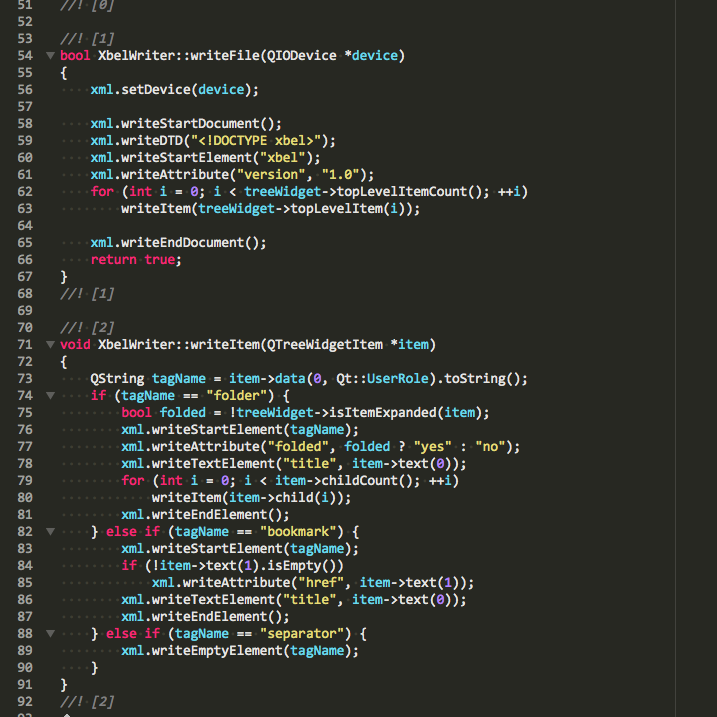 51 //! [0]
52
53 //! [1]
54 bool XbelWriter::writeFile(QIODevice *device)
55 {
56     xml.setDevice(device);
57
58     xml.writeStartDocument();
59     xml.writeDTD("<!DOCTYPE xbel>");
60     xml.writeStartElement("xbel");
61     xml.writeAttribute("version", "1.0");
62     for (int i = 0; i < treeWidget->topLevelItemCount(); ++i)
63         writeItem(treeWidget->topLevelItem(i));
64
65     xml.writeEndDocument();
66     return true;
67 }
68 //! [1]
69
70 //! [2]
71 void XbelWriter::writeItem(QTreeWidgetItem *item)
72 {
73     QString tagName = item->data(0, Qt::UserRole).toString();
74     if (tagName == "folder") {
75         bool folded = !treeWidget->isItemExpanded(item);
76         xml.writeStartElement(tagName);
77         xml.writeAttribute("folded", folded ? "yes" : "no");
78         xml.writeTextElement("title", item->text(0));
79         for (int i = 0; i < item->childCount(); ++i)
80             writeItem(item->child(i));
81         xml.writeEndElement();
82     } else if (tagName == "bookmark") {
83         xml.writeStartElement(tagName);
84         if (!item->text(1).isEmpty())
85             xml.writeAttribute("href", item->text(1));
86         xml.writeTextElement("title", item->text(0));
87         xml.writeEndElement();
88     } else if (tagName == "separator") {
89         xml.writeEmptyElement(tagName);
90     }
91 }
92 //! [2]